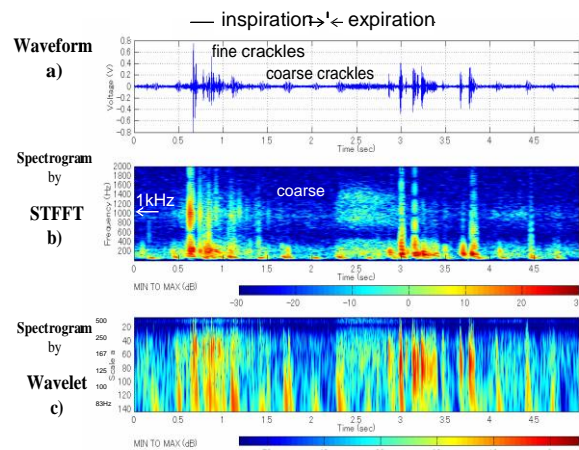 — inspiration→'← expiration
Waveform
a)
fine crackles
coarse crackles
Voltage (V)
0.8
0.6
0.4
0.2
0
-0.2
-0.4
-0.6
-0.8
0 0.5 1 1.5 2 2.5 3 3.5 4 4.5
Time (sec)
Spectrogram
by
STFFT
b)
←1kHz
coarse
Frequency (Hz)
2000
1800
1600
1400
1200
1000
800
600
400
200
0 0.5 1 1.5 2 2.5 3 3.5 4 4.5
Time (sec)
MIN TO MAX (dB)
-30 -20 -10 0 10 20 3
Spectrogram
by
Wavelet
c)
500
250
167
125
100
83Hz
Scale a
20
40
60
80
100
120
140
0 0.5 1 1.5 2 2.5 3 3.5 4 4.5
Time (sec)
MIN TO MAX (dB)